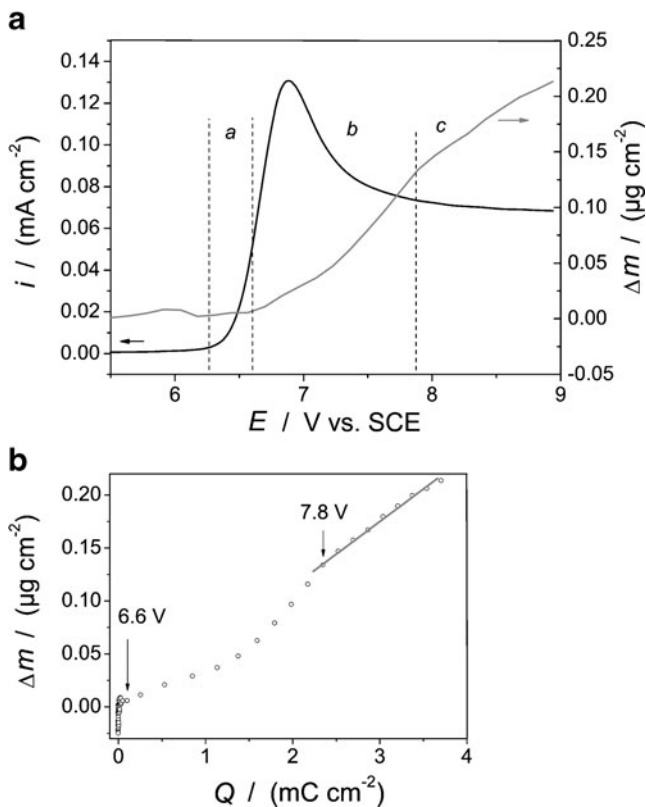 a
0.14
0.12
0.10
0.08
0.06
0.04
0.02
0.00
i / (mA cm⁻²)
a
b
c
0.25
0.20
0.15
0.10
0.05
0.00
-0.05
Δm / (µg cm⁻²)
6
7
8
9
E / V vs. SCE
b
0.20
0.15
0.10
0.05
0.00
Δm / (µg cm⁻²)
7.8 V
6.6 V
0
1
2
3
4
Q / (mC cm⁻²)